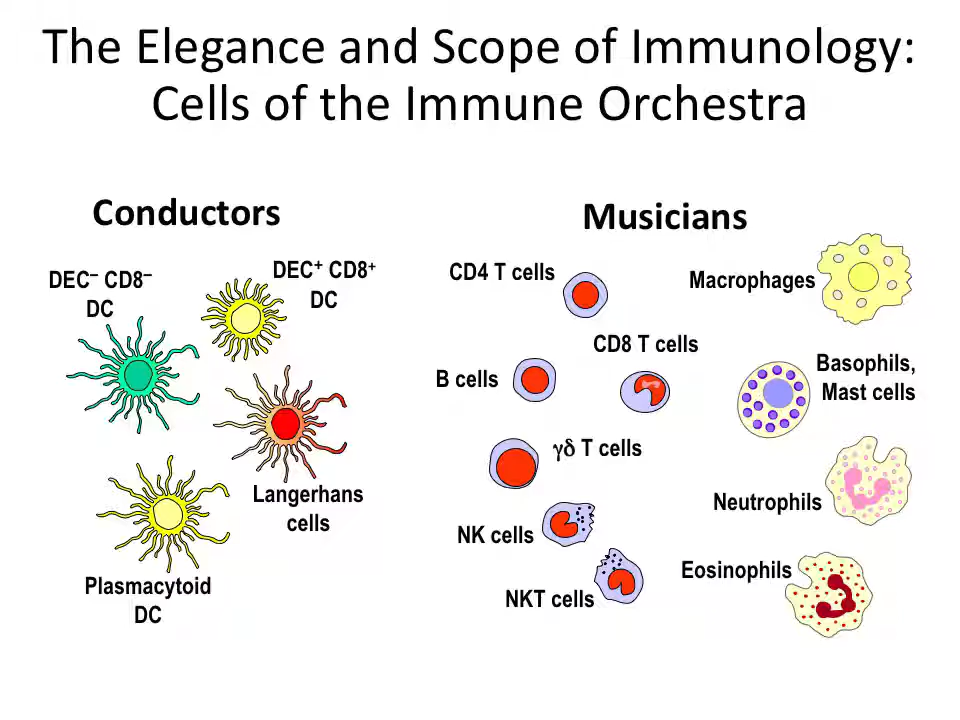 The Elegance and Scope of Immunology:
Cells of the Immune Orchestra
Conductors
DEC– CD8–
DC
DEC+ CD8+
DC
Langerhans
cells
Plasmacytoid
DC
Musicians
CD4 T cells
CD8 T cells
B cells
γδ T cells
NK cells
NKT cells
Macrophages
Basophils,
Mast cells
Neutrophils
Eosinophils